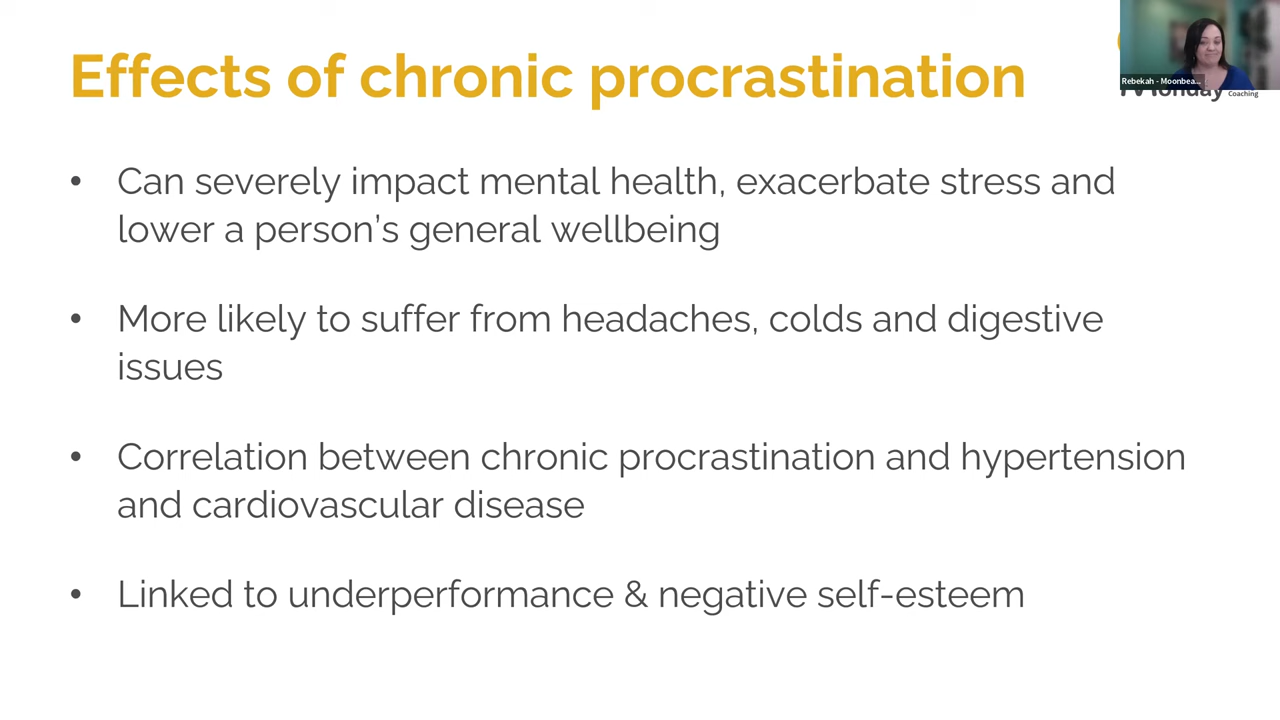 Effects of chronic procrastination
Rebekah - Moonbea...
Coaching
• Can severely impact mental health, exacerbate stress and
lower a person’s general wellbeing
• More likely to suffer from headaches, colds and digestive
issues
• Correlation between chronic procrastination and hypertension
and cardiovascular disease
• Linked to underperformance & negative self-esteem